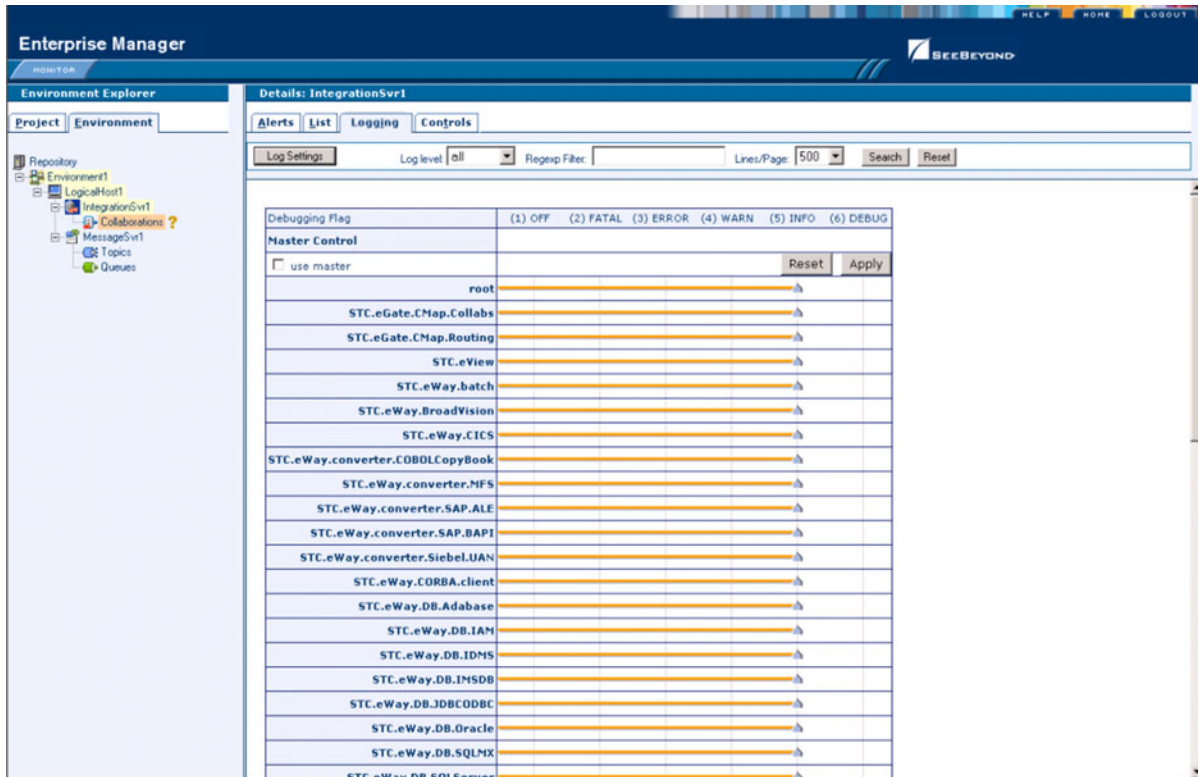 HELP HOME LOGOUT
Enterprise Manager
SEEBEYOND
MONITOR
Environment Explorer
Details: IntegrationSvr1
Project Environment
Alerts List Logging Controls
Log Settings Log level: all Regexp Filter: Lines/Page: 500 Search Reset
Repository
Environment1
LogicalHost1
IntegrationSvr1
Collaborations ?
MessageSvr1
Topics
Queues
Debugging Flag (1) OFF (2) FATAL (3) ERROR (4) WARN (5) INFO (6) DEBUG
Master Control
use master Reset Apply
root
STC.eGate.CMap.Collabs
STC.eGate.CMap.Routing
STC.eView
STC.eWay.batch
STC.eWay.BroadVision
STC.eWay.CICS
STC.eWay.converter.COBOLCopyBook
STC.eWay.converter.MFS
STC.eWay.converter.SAP.ALE
STC.eWay.converter.SAP.BAPI
STC.eWay.converter.Siebel.UAN
STC.eWay.CORBA.client
STC.eWay.DB.Adabase
STC.eWay.DB.IAM
STC.eWay.DB.IDMS
STC.eWay.DB.IMSDB
STC.eWay.DB.JDBCODBC
STC.eWay.DB.Oracle
STC.eWay.DB.SQLMX
STC.eWay.DB.SQLServer